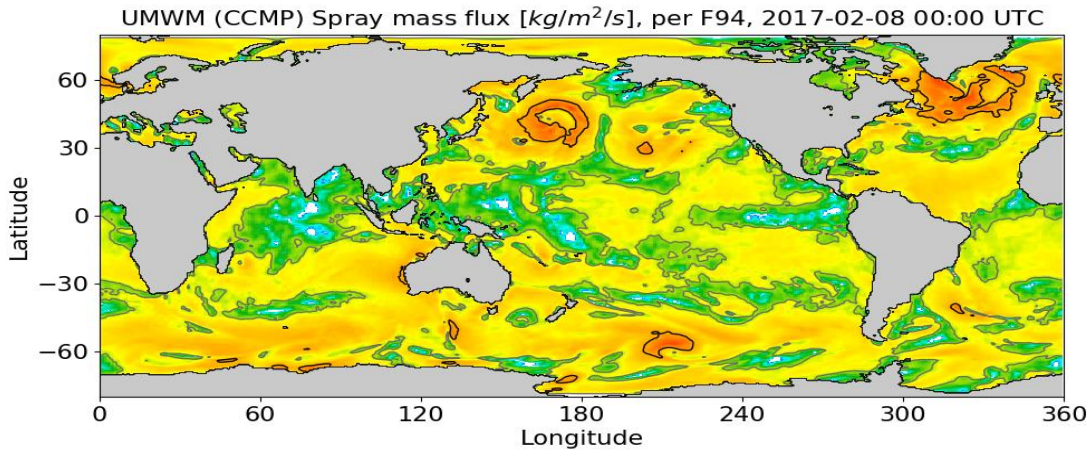 UMWM (CCMP) Spray mass flux [kg/m²/s], per F94, 2017-02-08 00:00 UTC
Latitude
60
30
0
−30
−60
0 60 120 180 240 300 360
Longitude